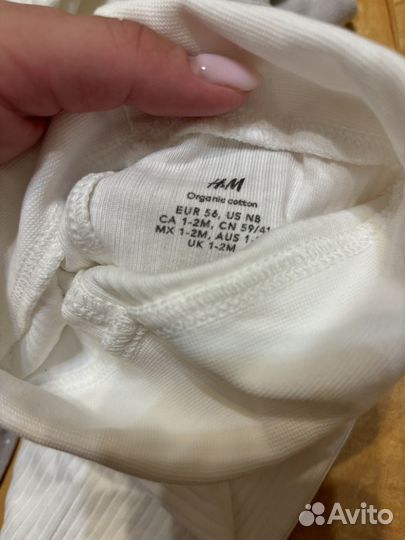 H&M
Organic cotton
EUR 56, US NB
CA 1-2M, CN 59/41
MX 1-2M, AUS
UK 1-2M
Avito